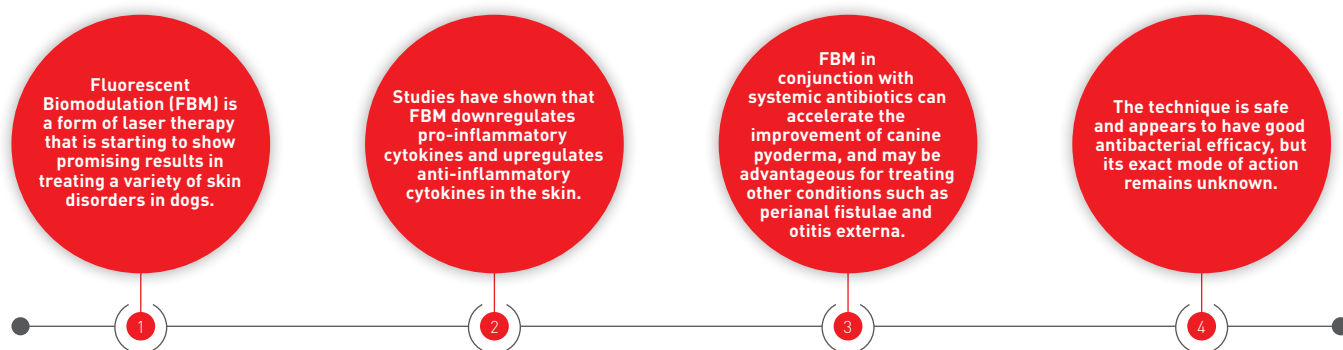 Fluorescent
Biomodulation (FBM) is
a form of laser therapy
that is starting to show
promising results in
treating a variety of skin
disorders in dogs.
1
Studies have shown that
FBM downregulates
pro-inflammatory
cytokines and upregulates
anti-inflammatory
cytokines in the skin.
2
FBM in
conjunction with
systemic antibiotics can
accelerate the
improvement of canine
pyoderma, and may be
advantageous for treating
other conditions such as
perianal fistulae and
otitis externa.
3
The technique is safe
and appears to have good
antibacterial efficacy, but
its exact mode of action
remains unknown.
4